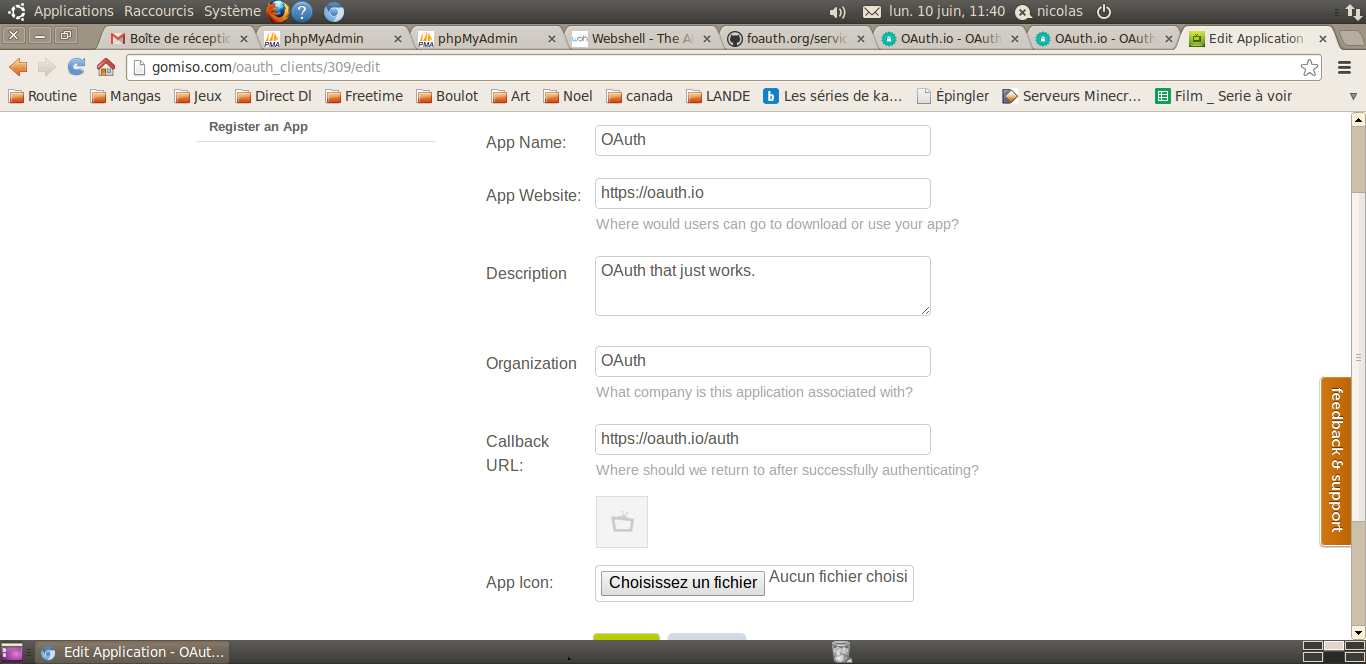 Applications Raccourcis Système lun. 10 juin, 11:40 nicolas
Boîte de réceptic phpMyAdmin phpMyAdmin Webshell - The A foauth.org/servic OAuth.io - OAuth OAuth.io - OAuth Edit Application
gomiso.com/oauth_clients/309/edit
Routine Mangas Jeux Direct Dl Freetime Boulot Art Noel canada LANDE Les séries de ka... Épingler Serveurs Minecr... Film _ Serie à voir
Register an App
App Name: OAuth
App Website: https://oauth.io
Where would users can go to download or use your app?
Description OAuth that just works.
Organization OAuth
What company is this application associated with?
Callback URL: https://oauth.io/auth
Where should we return to after successfully authenticating?
App Icon: Choisissez un fichier Aucun fichier choisi
feedback & support
Edit Application - OAut...